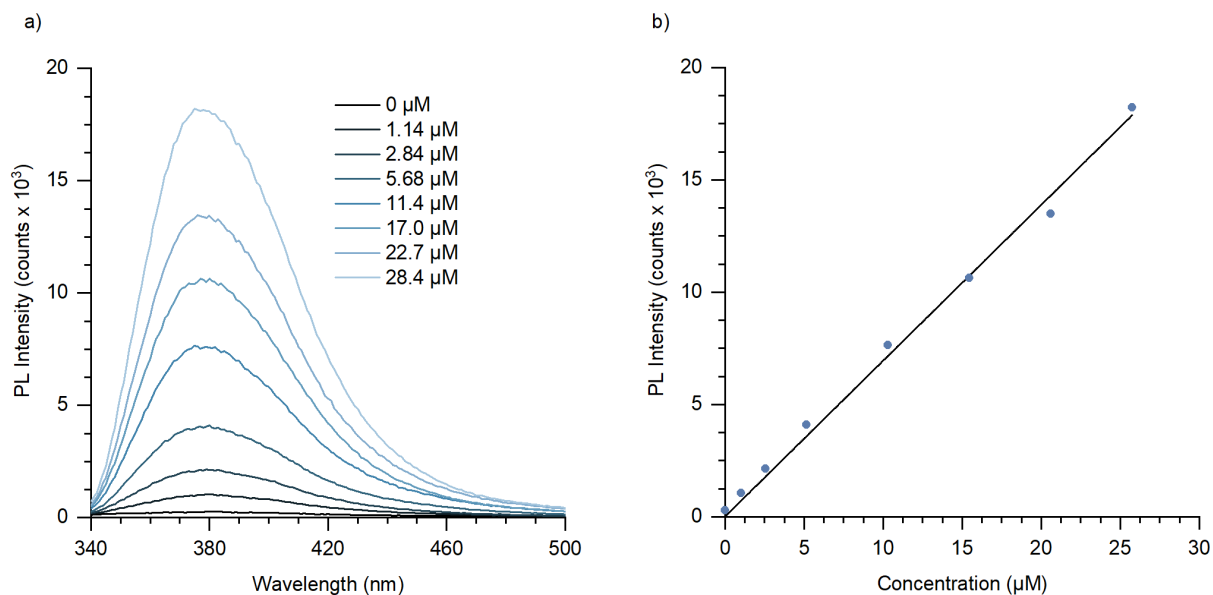 a)
PL Intensity (counts x 10³)
20
15
10
5
0
340
380
420
460
500
Wavelength (nm)
0 µM
1.14 µM
2.84 µM
5.68 µM
11.4 µM
17.0 µM
22.7 µM
28.4 µM
b)
PL Intensity (counts x 10³)
20
15
10
5
0
0
5
10
15
20
25
30
Concentration (µM)